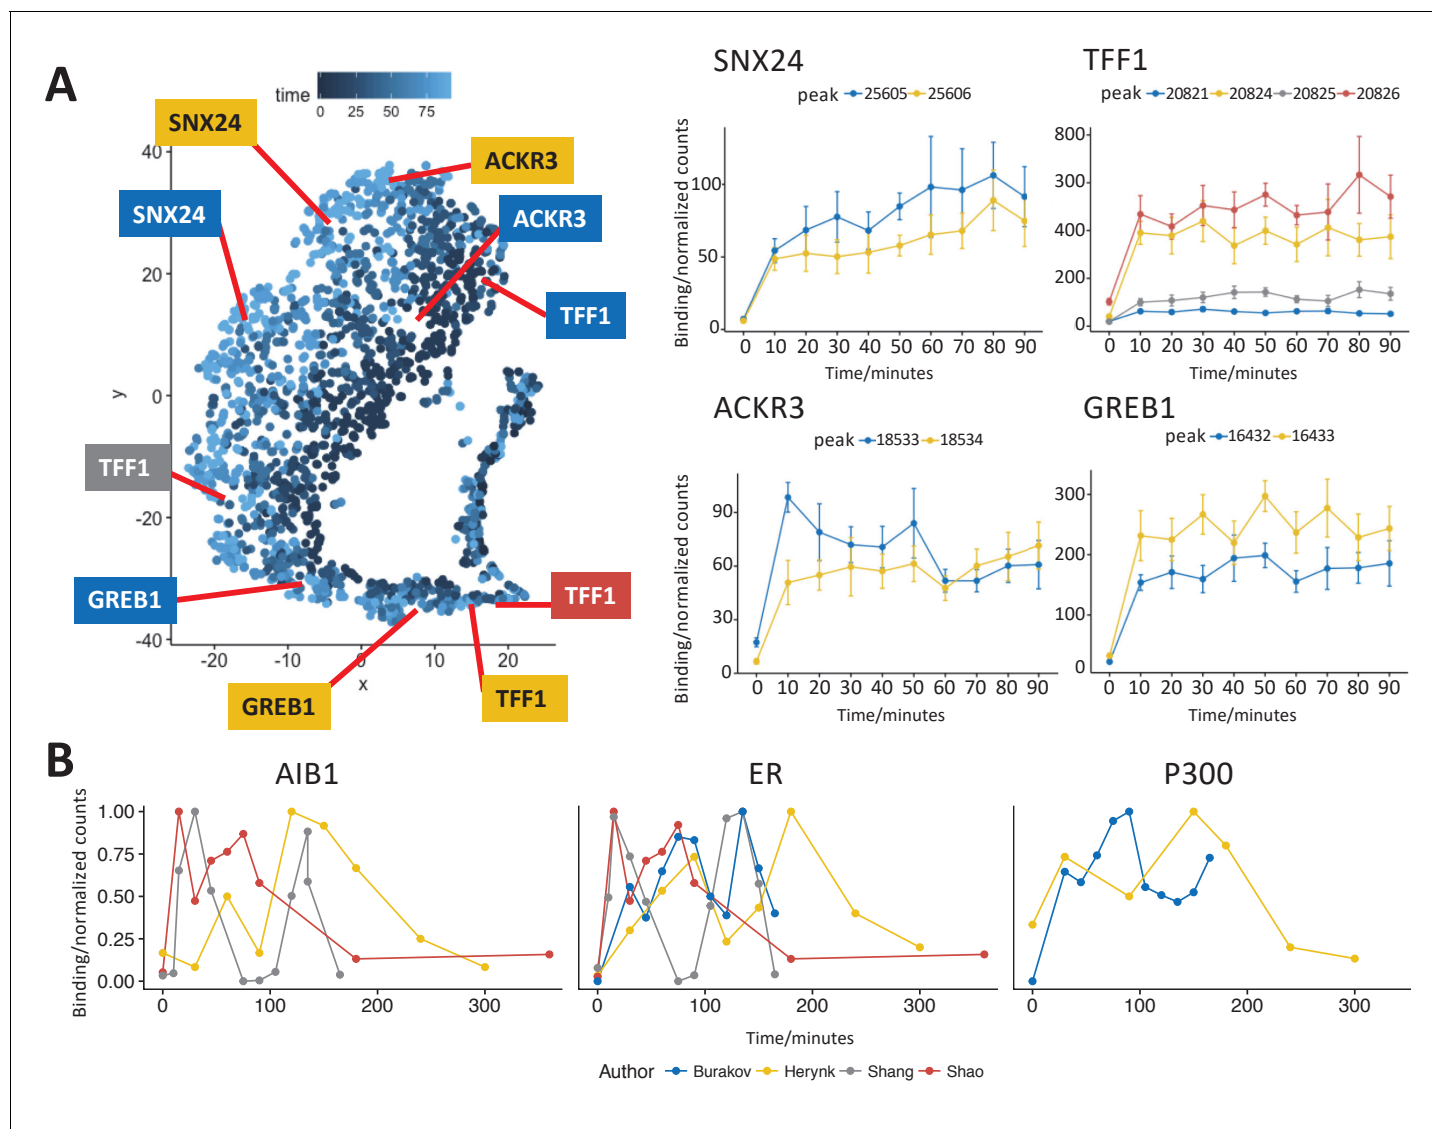 A
time
0 25 50 75
SNX24
ACKR3
SNX24
ACKR3
TFF1
TFF1
GREB1
TFF1
GREB1
TFF1
40
20
0
-20
-40
y
-20 -10 0 10 20
x
SNX24
peak 25605 25606
Binding/normalized counts
100
50
0
0 10 20 30 40 50 60 70 80 90
Time/minutes
TFF1
peak 20821 20824 20825 20826
800
300
400
200
0
0 10 20 30 40 50 60 70 80 90
Time/minutes
ACKR3
peak 18533 18534
Binding/normalized counts
90
60
30
0
0 10 20 30 40 50 60 70 80 90
Time/minutes
GREB1
peak 16432 16433
300
200
100
0
0 10 20 30 40 50 60 70 80 90
Time/minutes
B
AIB1 ER P300
Binding/normalized counts
1.00
0.75
0.50
0.25
0.00
0 100 200 300
0 100 200 300
0 100 200 300
Time/minutes
Author Burakov Herynk Shang Shao